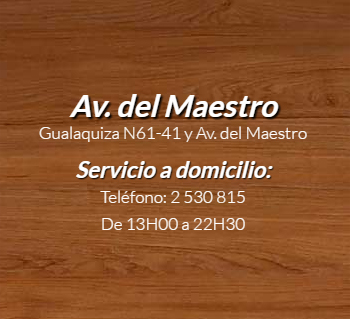 Av. del Maestro
Gualaquiza N61-41 y Av. del Maestro
Servicio a domicilio:
Teléfono: 2 530 815
De 13H00 a 22H30